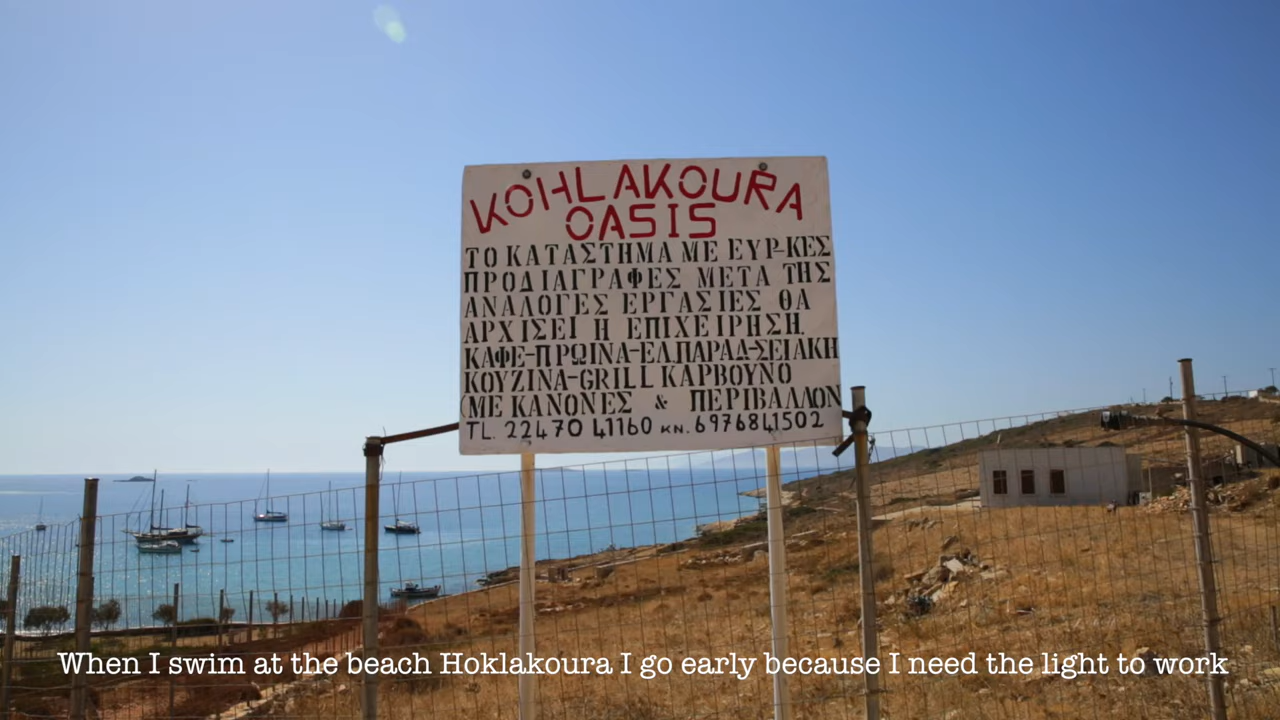 KOHLAKOURA
OASIS
ΤΟ ΚΑΤΑΣΤΗΜΑ ΜΕ ΕΥΡ-ΚΕΣ
ΠΡΟΔΙΑΓΡΑΦΕΣ ΜΕΤΑ ΤΗΣ
ΑΝΑΛΟΓΕΣ ΕΡΓΑΣΙΕΣ ΘΑ
ΑΡΧΙΣΕΙ Η ΕΠΙΧΕΙΡΗΣΗ.
ΚΑΦΕ-ΠΡΩΙΝΑ-ΕΛ.ΠΑΡΑΔ-ΣΕΙΑΚΗ
ΚΟΥΖΙΝΑ-GRILL ΚΑΡΒΟΥΝΟ
(ΜΕ ΚΑΝΟΝΕΣ & ΠΕΡΙΒΑΛΛΟΝ
TL. 22470 41160 ΚΝ. 6976841502
When I swim at the beach Hoklakoura I go early because I need the light to work